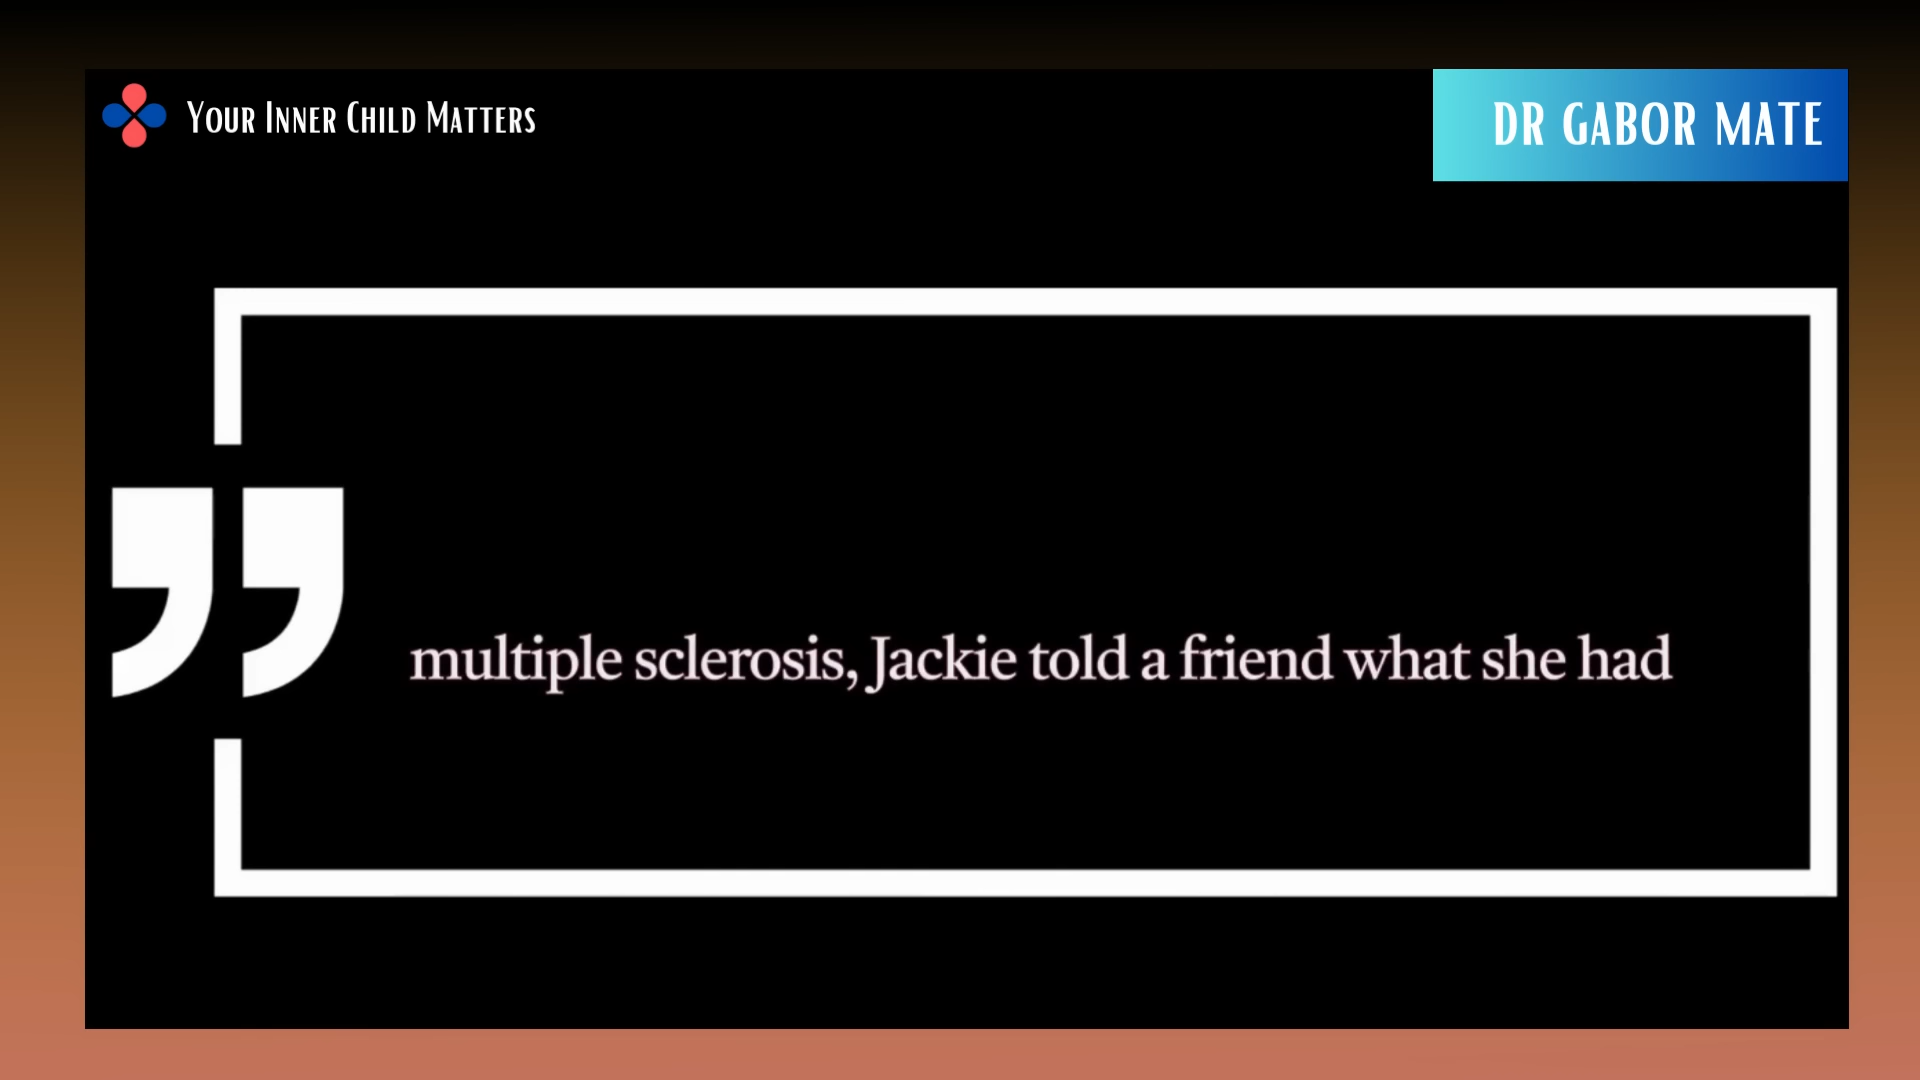 Your Inner Child Matters
DR GABOR MATE
multiple sclerosis, Jackie told a friend what she had